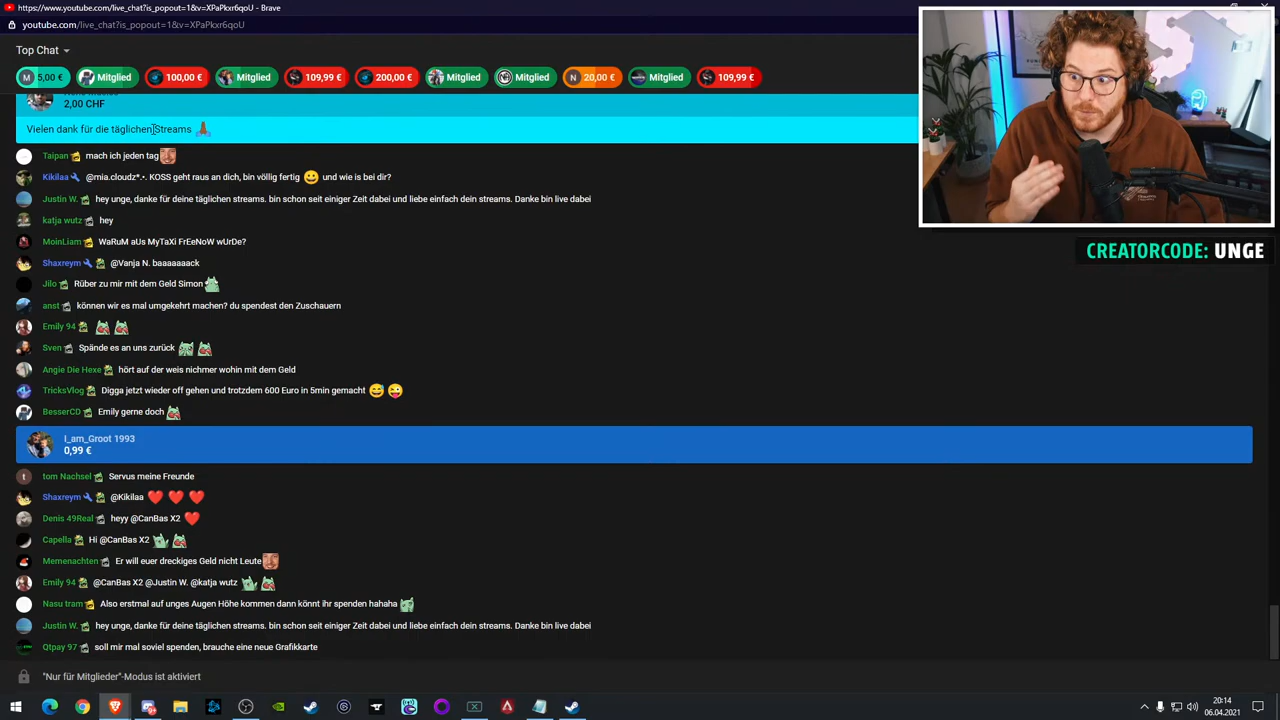 youtube.com/live_chat?is_popout=1&v=XPaPkxr6qoU - Brave
youtube.com/live_chat?is_popout=1&v=XPaPkxr6qoU
Top Chat
M 5,00 € Mitglied 100,00 € Mitglied 109,99 € 200,00 € Mitglied Mitglied N 20,00 € Mitglied 109,99 €
2,00 CHF
Vielen dank für die täglichen Streams
Taipan mach ich jeden tag
Kikilaa @mia.cloudz*.*. KOSS geht raus an dich, bin völlig fertig und wie is bei dir?
Justin W. hey unge, danke für deine täglichen streams. bin schon seit einiger Zeit dabei und liebe einfach dein streams. Danke bin live dabei
katja wutz hey
MoinLiam WaRuM aUs MyTaXi FrEeNoW wUrDe?
Shaxreym @Vanja N. baaaaaaack
Jilo Rüber zu mir mit dem Geld Simon
anst können wir es mal umgekehrt machen? du spendest den Zuschauern
Emily 94
Sven Spände es an uns zurück
Angie Die Hexe hört auf der weis nichmer wohin mit dem Geld
TricksVlog Digga jetzt wieder off gehen und trotzdem 600 Euro in 5min gemacht
BesserCD Emily gerne doch
I_am_Groot 1993
0,99 €
t tom Nachsel Servus meine Freunde
Shaxreym @Kikilaa
Denis 49Real heyy @CanBas X2
Capella Hi @CanBas X2
Memenachten Er will euer dreckiges Geld nicht Leute
Emily 94 @CanBas X2 @Justin W. @katja wutz
Nasu tram Also erstmal auf unges Augen Höhe kommen dann könnt ihr spenden hahaha
Justin W. hey unge, danke für deine täglichen streams. bin schon seit einiger Zeit dabei und liebe einfach dein streams. Danke bin live dabei
Qtpay 97 soll mir mal soviel spenden, brauche eine neue Grafikkarte
"Nur für Mitglieder"-Modus ist aktiviert
CREATORCODE: UNGE
20:14
06.04.2021